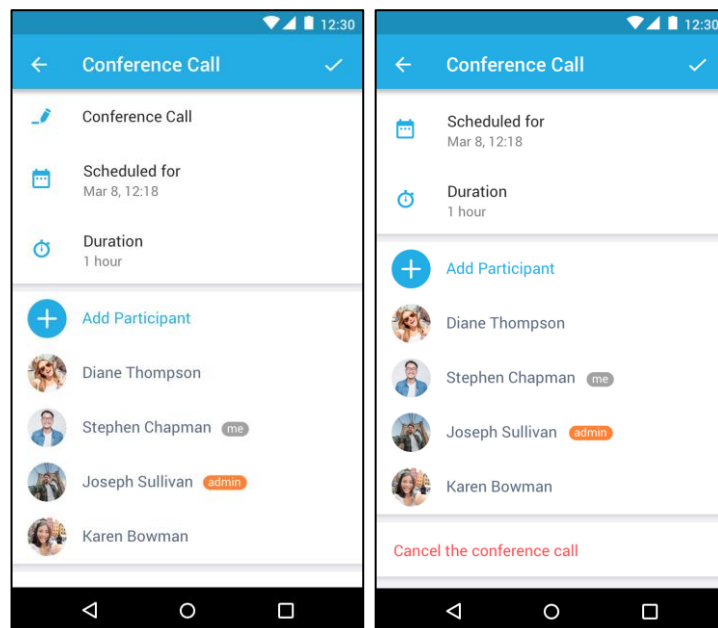 12:30
Conference Call
Conference Call
Scheduled for
Mar 8, 12:18
Duration
1 hour
Add Participant
Diane Thompson
Stephen Chapman me
Joseph Sullivan admin
Karen Bowman
12:30
Conference Call
Scheduled for
Mar 8, 12:18
Duration
1 hour
Add Participant
Diane Thompson
Stephen Chapman me
Joseph Sullivan admin
Karen Bowman
Cancel the conference call